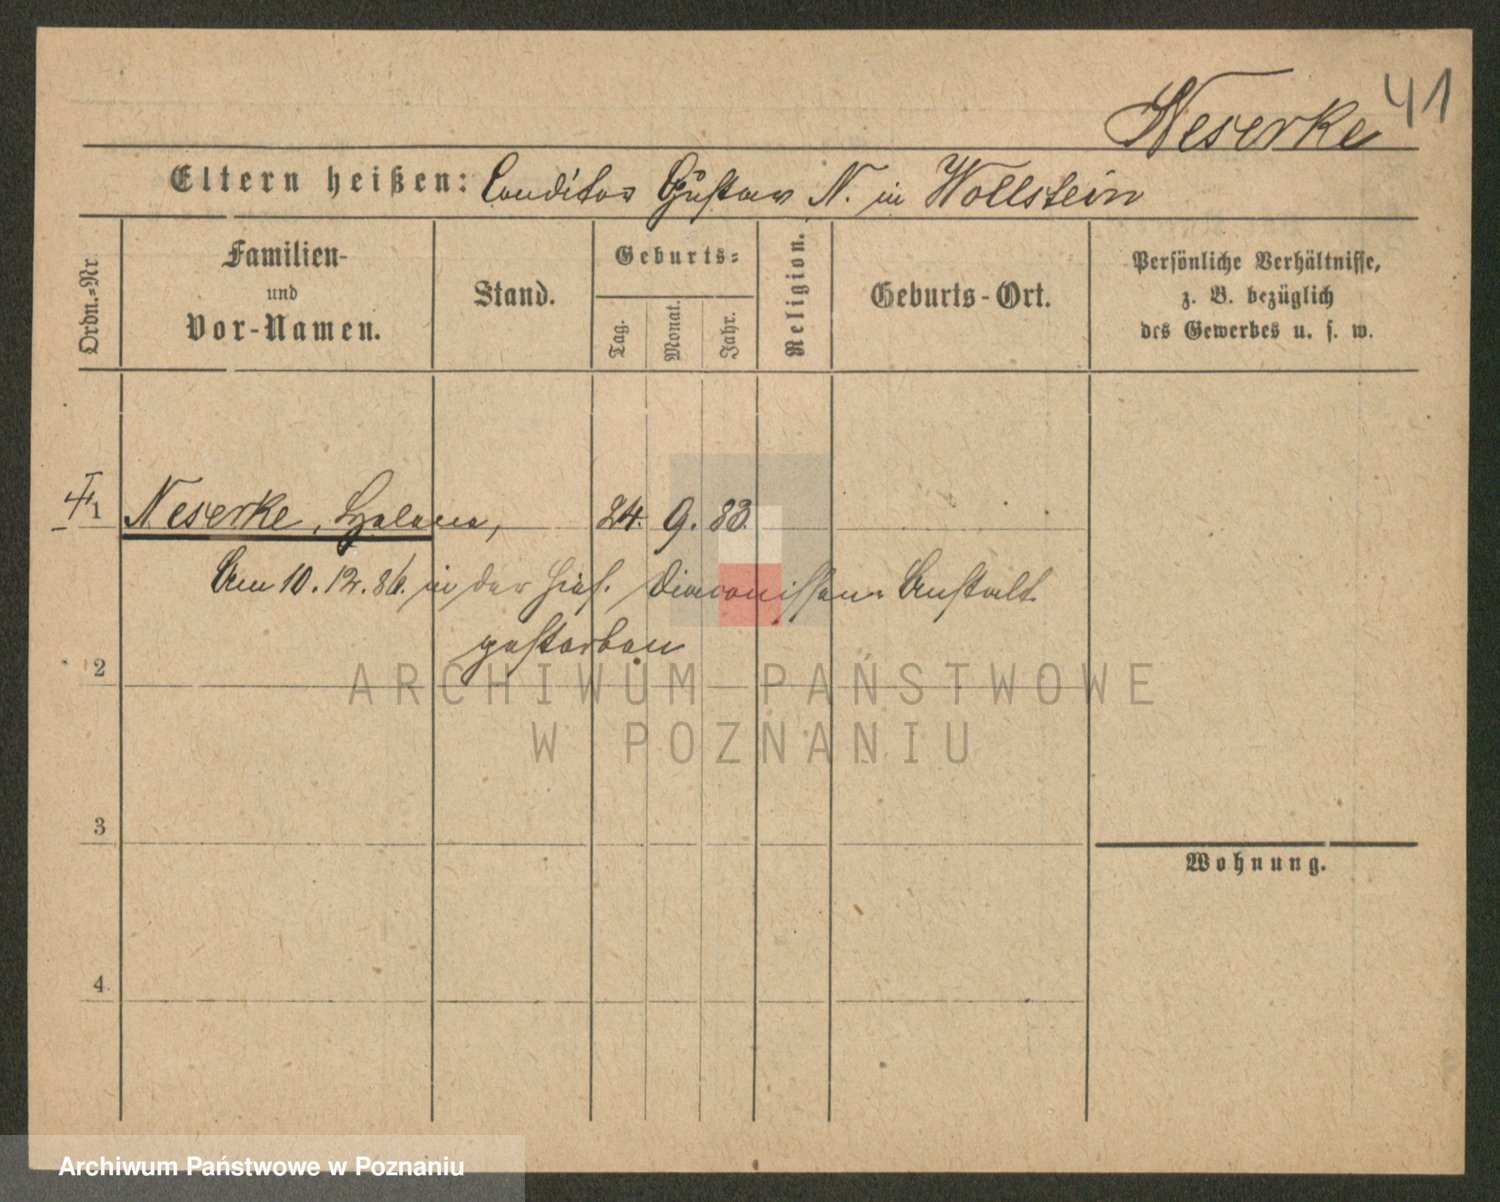 41
Neserke
Eltern heißen: Conditor Gustav N. in Wollstein
Ordn.-Nr.
Familien-
und
Vor-Namen.
Stand.
Geburts-
Tag.
Monat.
Jahr.
Religion.
Geburts-Ort.
Persönliche Verhältnisse,
z. B. bezüglich
des Gewerbes u. s. w.
1 Neserke, Helene, 24. 9. 83.
Am 10. 12. 86. in der hies. Diaconissen-Anstalt
gestorben
2
ARCHIWUM PAŃSTWOWE
W POZNANIU
3
Wohnung.
4
Archiwum Państwowe w Poznaniu